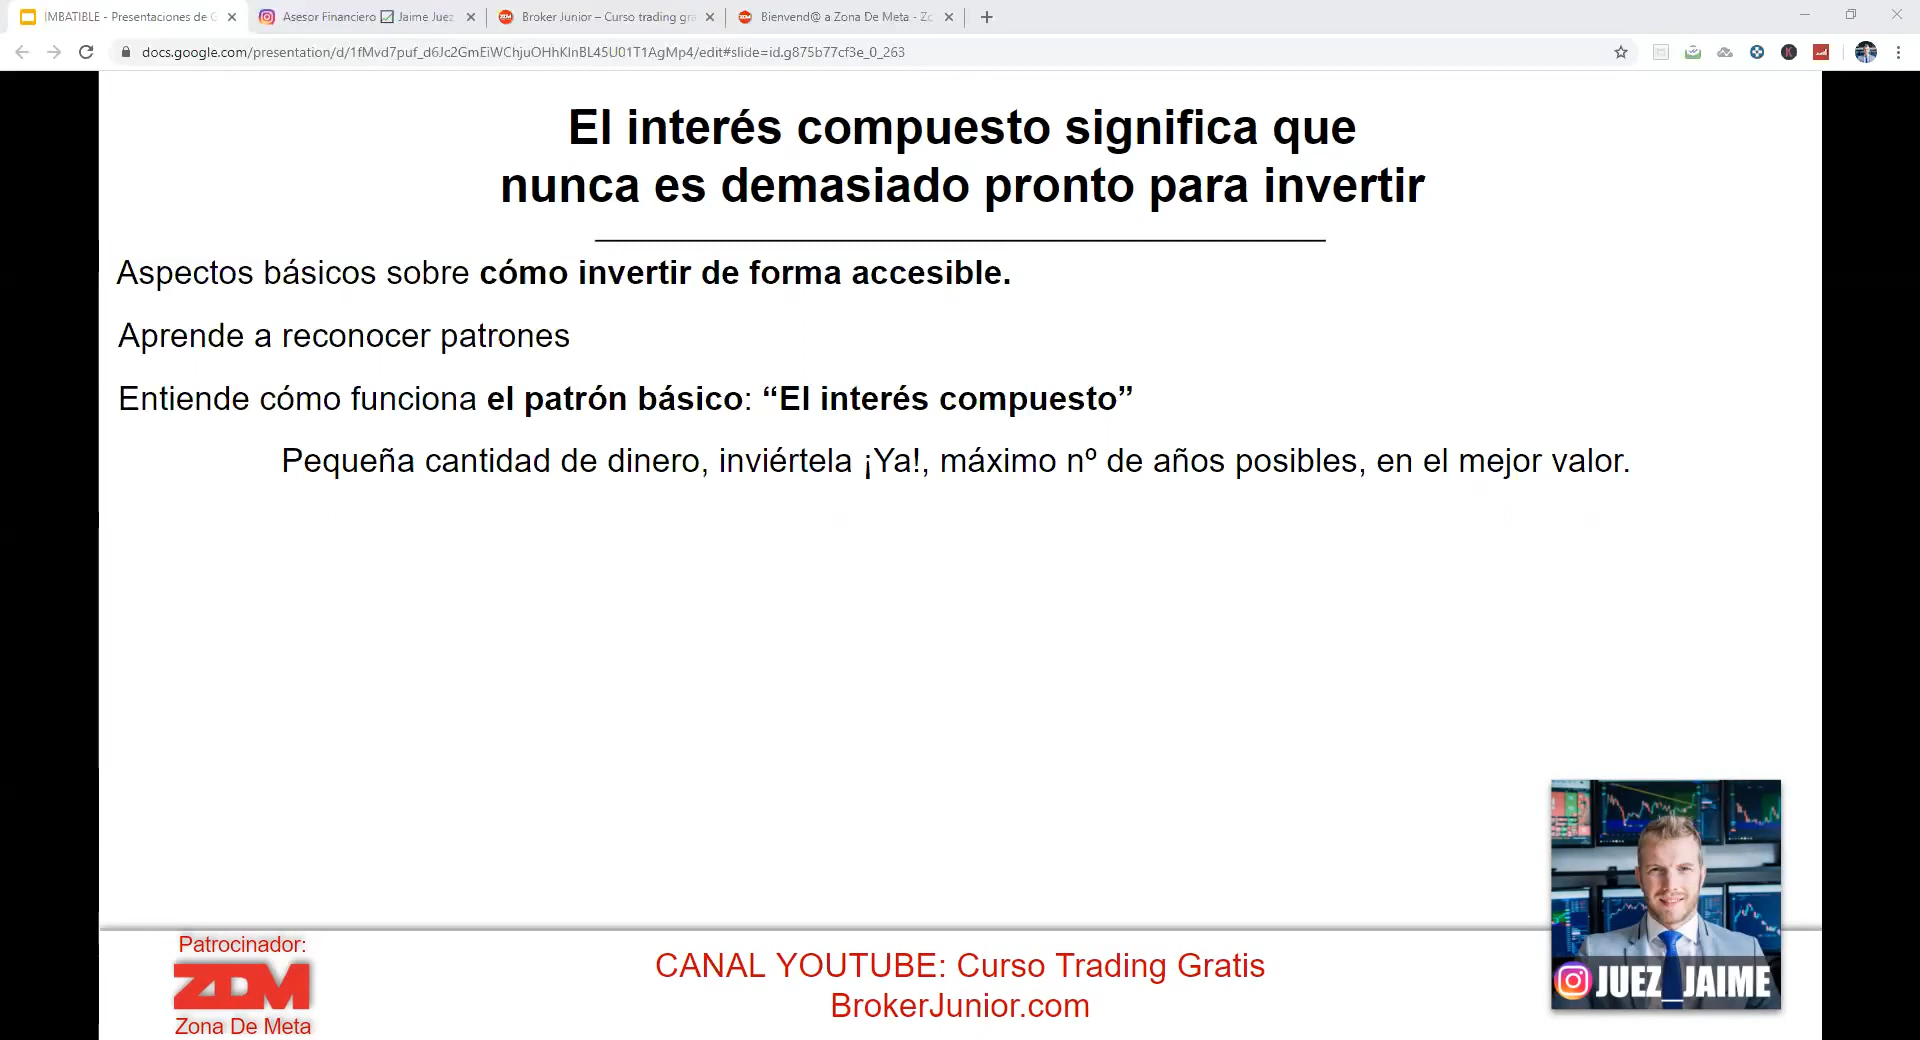 IMBATIBLE - Presentaciones de G
Asesor Financiero Jaime Juez
Broker Junior – Curso trading gra
Bienvend@ a Zona De Meta - Zo
docs.google.com/presentation/d/1fMvd7puf_d6Jc2GmEiWChjuOHhKlnBL45U01T1AgMp4/edit#slide=id.g875b77cf3e_0_263
El interés compuesto significa que
nunca es demasiado pronto para invertir
Aspectos básicos sobre cómo invertir de forma accesible.
Aprende a reconocer patrones
Entiende cómo funciona el patrón básico: “El interés compuesto”
Pequeña cantidad de dinero, inviértela ¡Ya!, máximo nº de años posibles, en el mejor valor.
Patrocinador:
ZDM
Zona De Meta
CANAL YOUTUBE: Curso Trading Gratis
BrokerJunior.com
JUEZ_JAIME